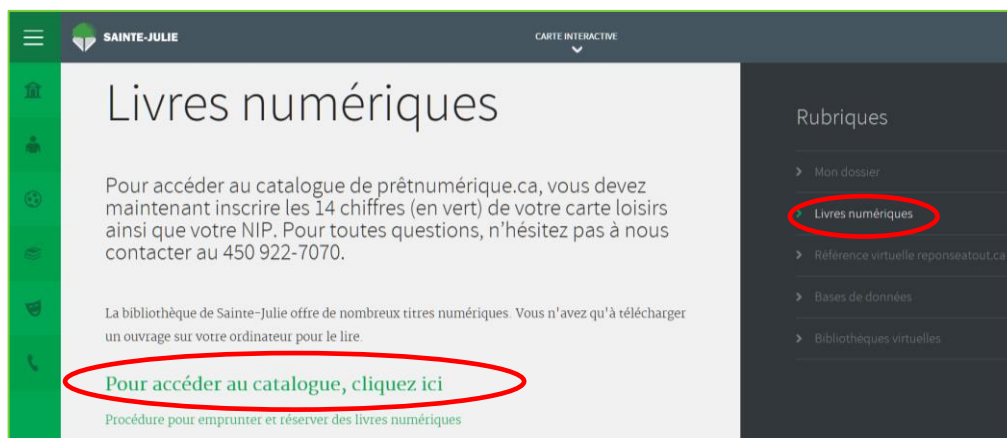 SAINTE-JULIE
CARTE INTERACTIVE
Livres numériques
Pour accéder au catalogue de prêtnumérique.ca, vous devez
maintenant inscrire les 14 chiffres (en vert) de votre carte loisirs
ainsi que votre NIP. Pour toutes questions, n'hésitez pas à nous
contacter au 450 922-7070.
La bibliothèque de Sainte-Julie offre de nombreux titres numériques. Vous n'avez qu'à télécharger
un ouvrage sur votre ordinateur pour le lire.
Pour accéder au catalogue, cliquez ici
Procédure pour emprunter et réserver des livres numériques
Rubriques
Mon dossier
Livres numériques
Référence virtuelle reponseatout.ca
Bases de données
Bibliothèques virtuelles